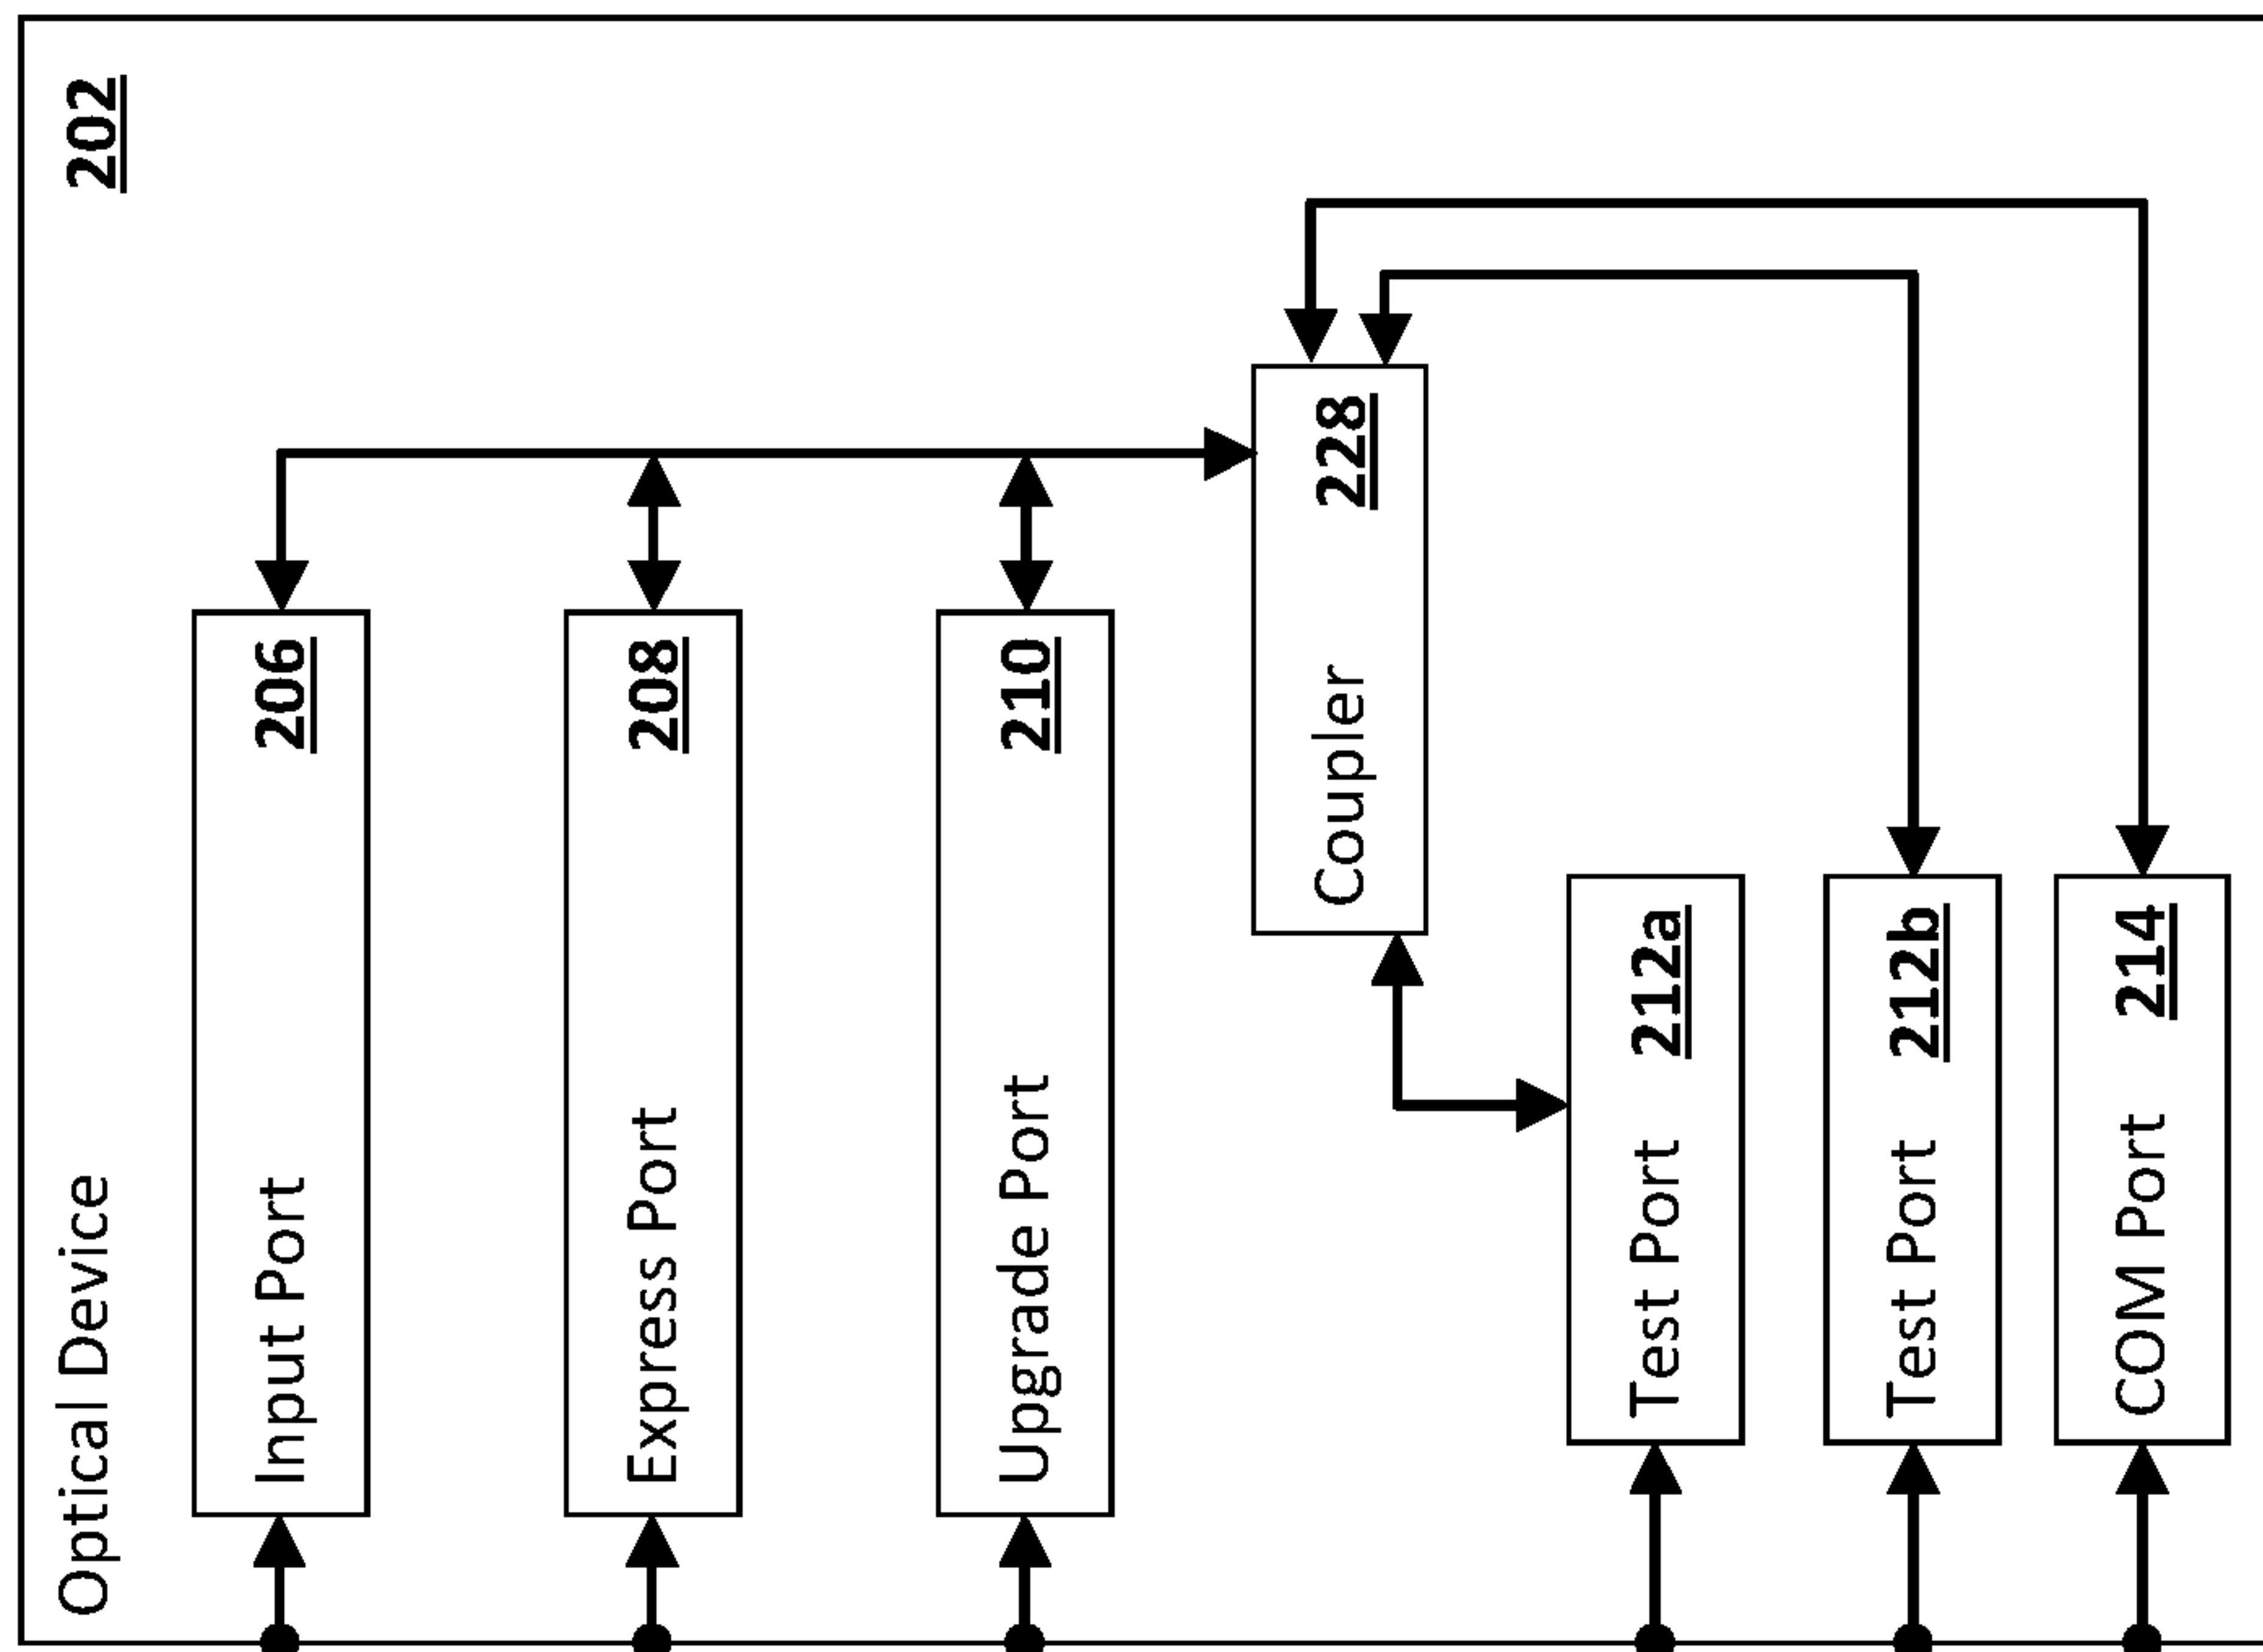 Optical Device 202
Input Port 206
Express Port 208
Upgrade Port 210
Coupler 228
Test Port 212a
Test Port 212b
COM Port 214